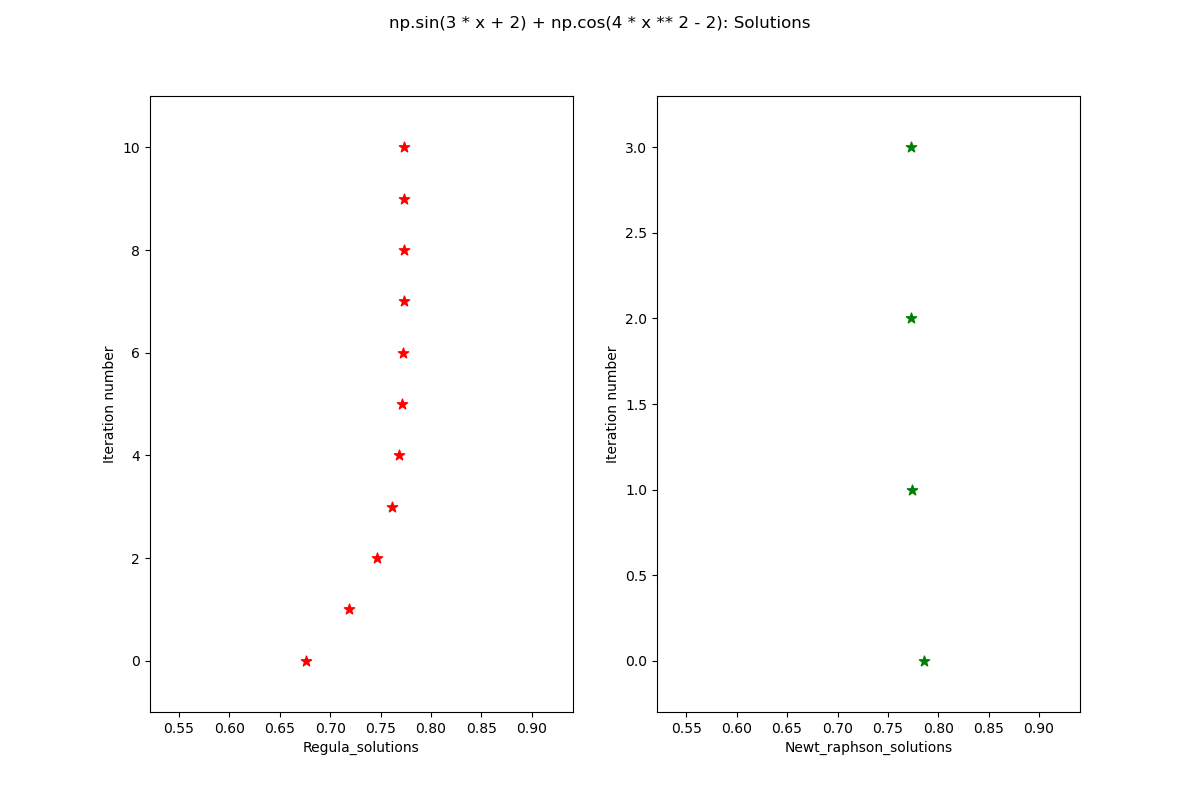 np.sin(3 * x + 2) + np.cos(4 * x ** 2 - 2): Solutions
10
8
6
4
2
0
Iteration number
0.55 0.60 0.65 0.70 0.75 0.80 0.85 0.90
Regula_solutions
3.0
2.5
2.0
1.5
1.0
0.5
0.0
Iteration number
0.55 0.60 0.65 0.70 0.75 0.80 0.85 0.90
Newt_raphson_solutions